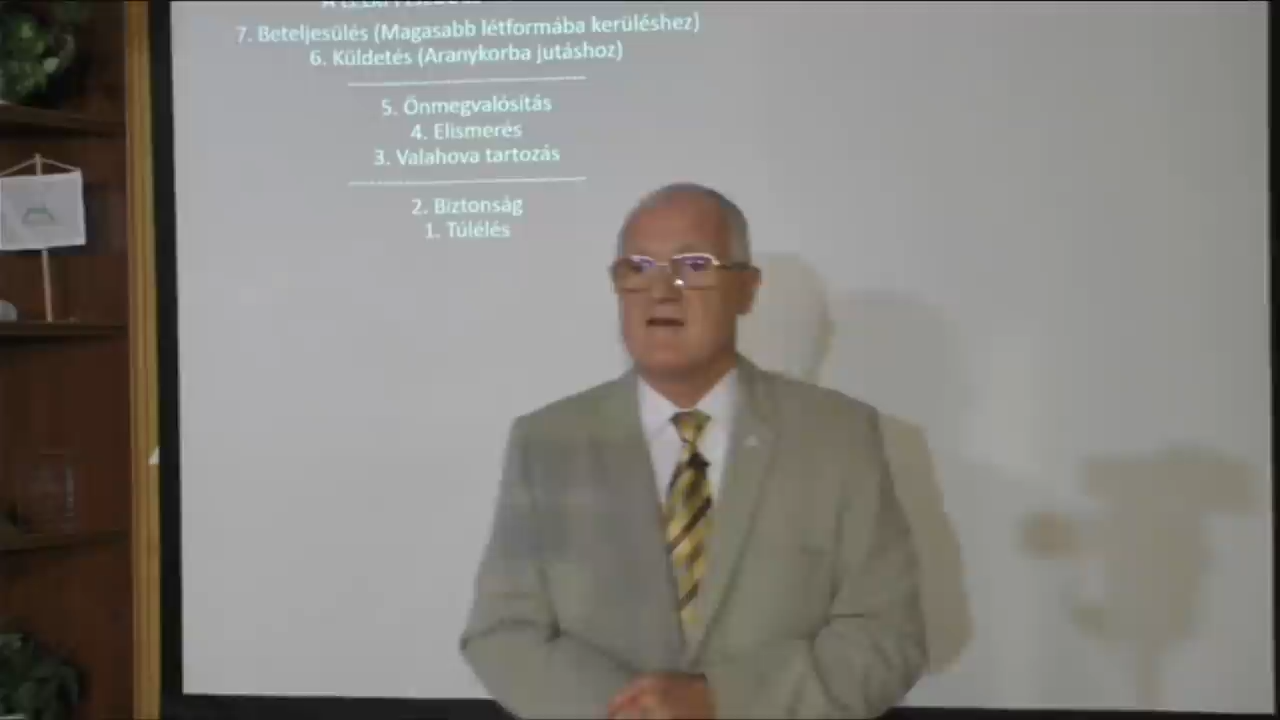 7. Beteljesülés (Magasabb létformába kerüléshez)
6. Küldetés (Aranykorba jutáshoz)
5. Önmegvalósítás
4. Elismerés
3. Valahova tartozás
2. Biztonság
1. Túlélés